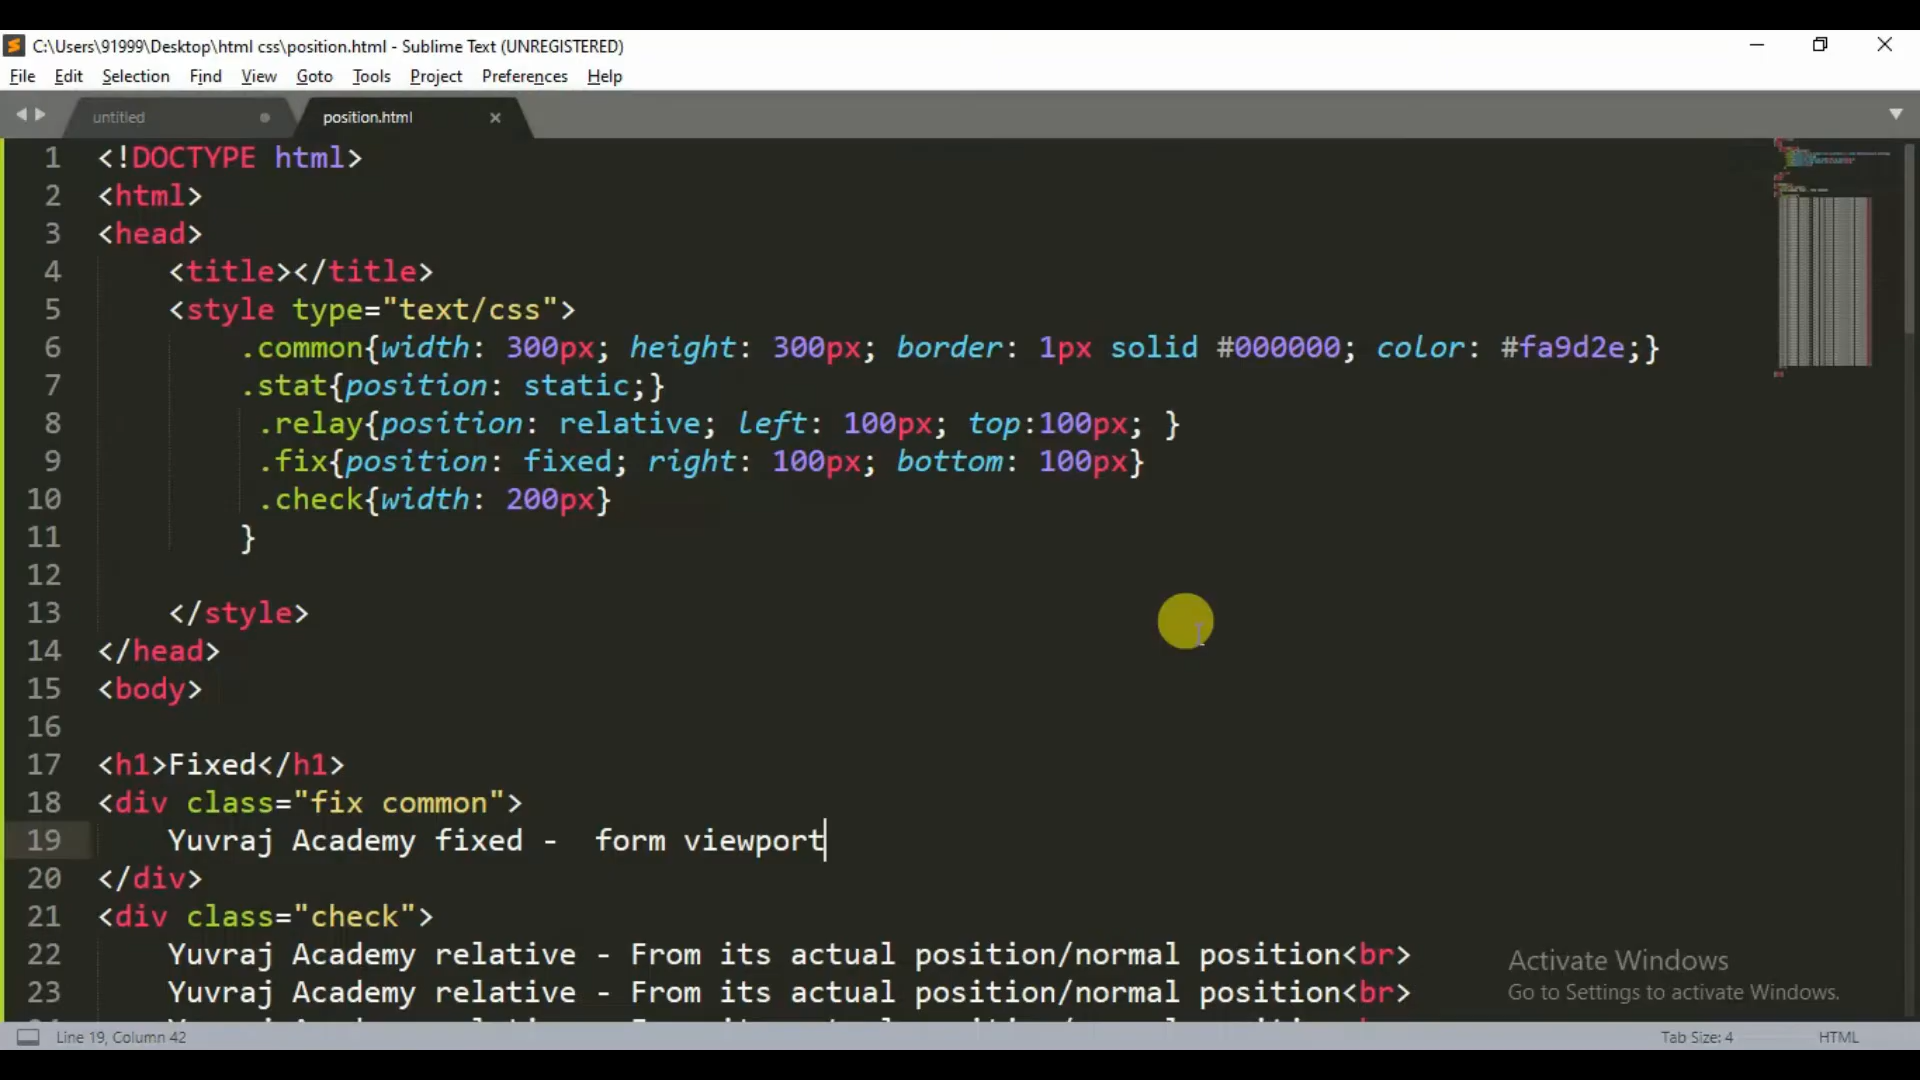 C:\Users\91999\Desktop\html css\position.html - Sublime Text (UNREGISTERED)
File Edit Selection Find View Goto Tools Project Preferences Help
untitled position.html
1 <!DOCTYPE html>
2 <html>
3 <head>
4 <title></title>
5 <style type="text/css">
6 .common{width: 300px; height: 300px; border: 1px solid #000000; color: #fa9d2e;}
7 .stat{position: static;}
8 .relay{position: relative; left: 100px; top:100px; }
9 .fix{position: fixed; right: 100px; bottom: 100px}
10 .check{width: 200px}
11 }
12
13 </style>
14 </head>
15 <body>
16
17 <h1>Fixed</h1>
18 <div class="fix common">
19 Yuvraj Academy fixed -  form viewport
20 </div>
21 <div class="check">
22 Yuvraj Academy relative - From its actual position/normal position<br>
23 Yuvraj Academy relative - From its actual position/normal position<br>
Activate Windows
Go to Settings to activate Windows.
Line 19, Column 42 Tab Size: 4 HTML